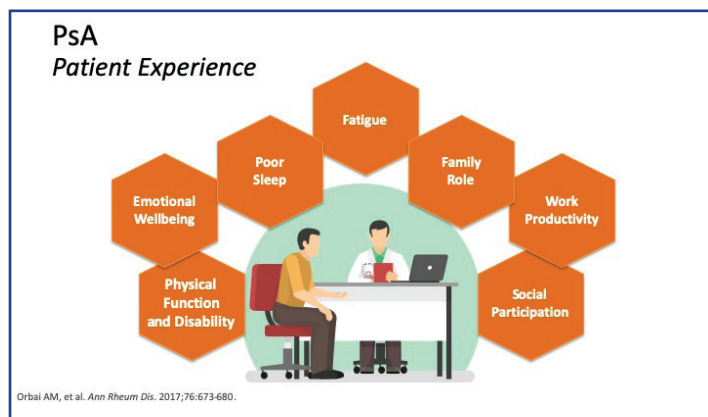 PsA
Patient Experience
Fatigue
Poor
Sleep
Family
Role
Emotional
Wellbeing
Work
Productivity
Physical
Function
and Disability
Social
Participation
Orbai AM, et al. Ann Rheum Dis. 2017;76:673-680.